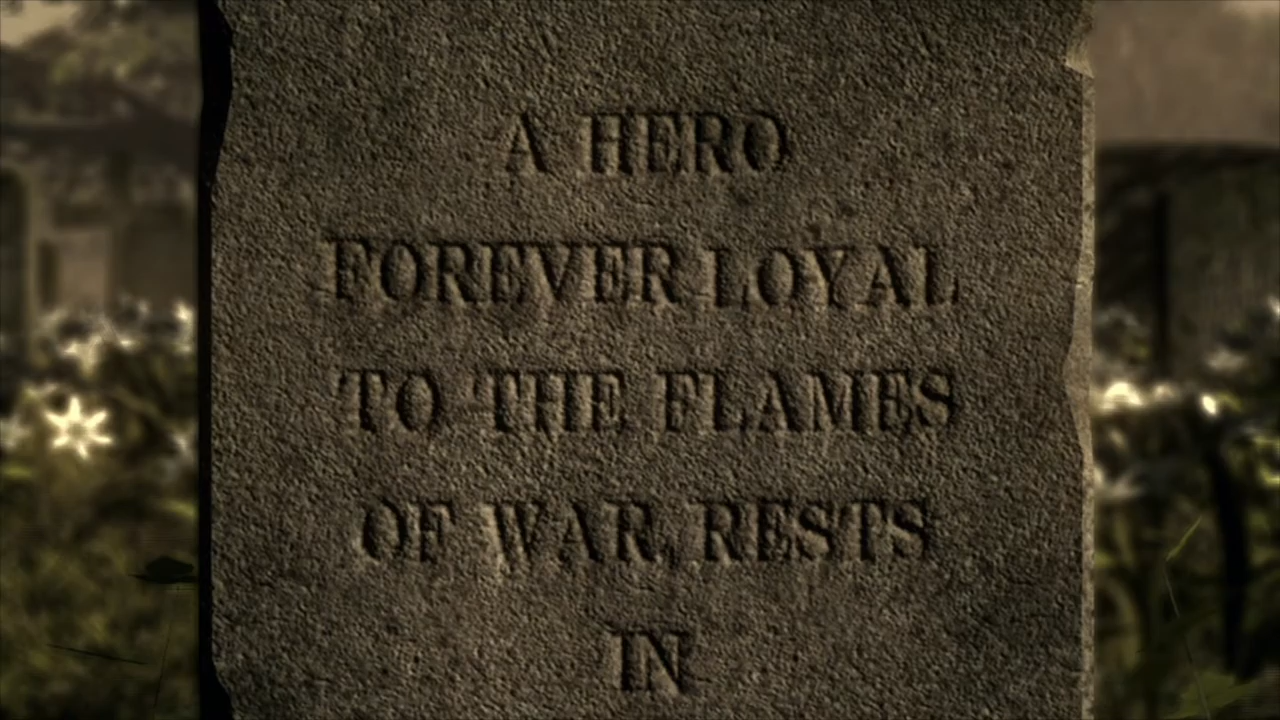 A HERO
FOREVER LOYAL
TO THE FLAMES
OF WAR, RESTS
IN